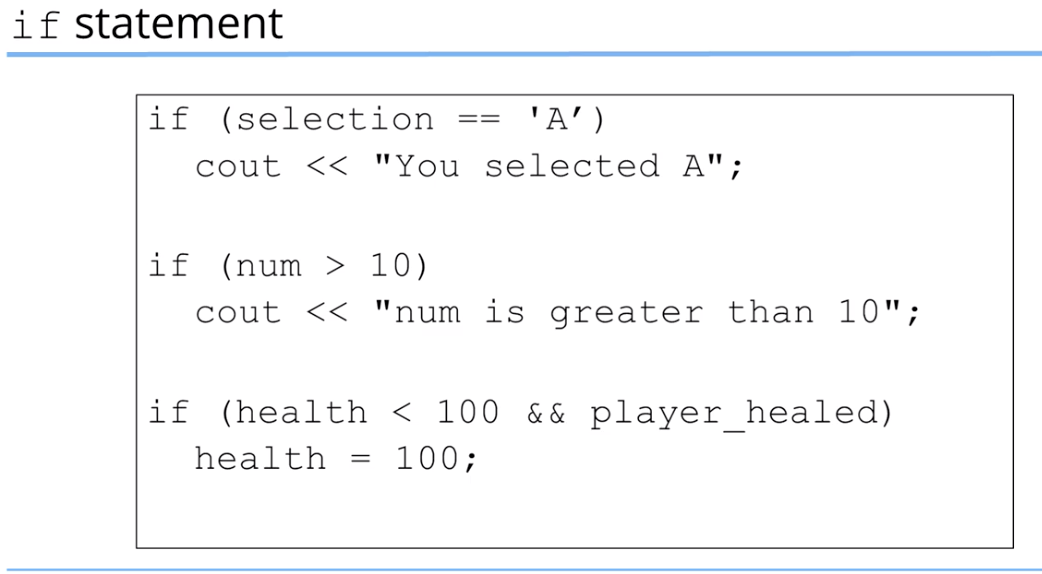 if statement
if (selection == 'A’)
cout << "You selected A";
if (num > 10)
cout << "num is greater than 10";
if (health < 100 && player_healed)
health = 100;